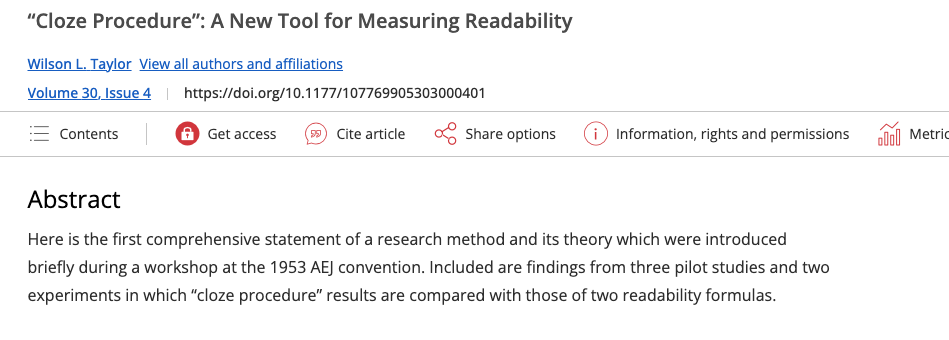 “Cloze Procedure”: A New Tool for Measuring Readability
Wilson L. Taylor View all authors and affiliations
Volume 30, Issue 4 | https://doi.org/10.1177/107769905303000401
Contents | Get access Cite article Share options Information, rights and permissions Metric
Abstract
Here is the first comprehensive statement of a research method and its theory which were introduced
briefly during a workshop at the 1953 AEJ convention. Included are findings from three pilot studies and two
experiments in which “cloze procedure” results are compared with those of two readability formulas.